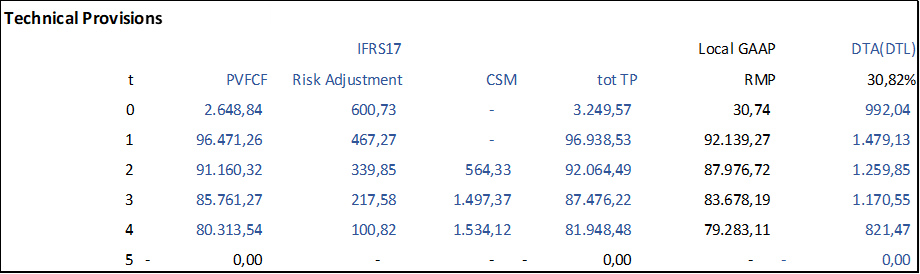 Technical Provisions
IFRS17 Local GAAP DTA(DTL)
t PVFCF Risk Adjustment CSM tot TP RMP 30,82%
0 2.648,84 600,73 - 3.249,57 30,74 992,04
1 96.471,26 467,27 - 96.938,53 92.139,27 1.479,13
2 91.160,32 339,85 564,33 92.064,49 87.976,72 1.259,85
3 85.761,27 217,58 1.497,37 87.476,22 83.678,19 1.170,55
4 80.313,54 100,82 1.534,12 81.948,48 79.283,11 821,47
5 - 0,00 - - - 0,00 - - 0,00